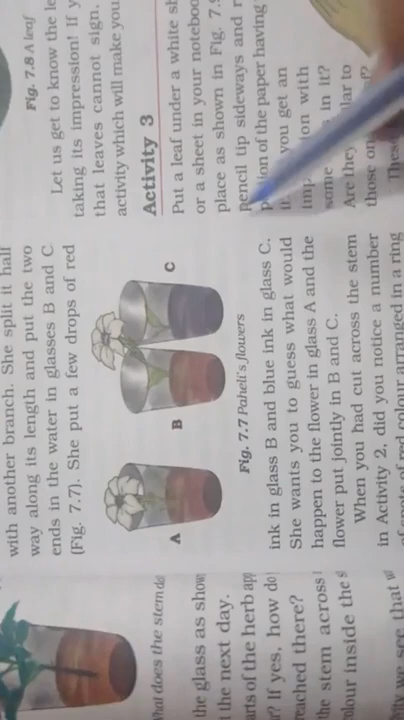 hat does the stem do
the glass as show
the next day.
arts of the herb app
If yes, how do
eached there?
the stem across
olour inside the s
we see that
with another branch. She split it half
way along its length and put the two
ends in the water in glasses B and C
(Fig. 7.7). She put a few drops of red
A
B
C
Fig. 7.7 Paheli's flowers
ink in glass B and blue ink in glass C.
She wants you to guess what would
happen to the flower in glass A and the
flower put jointly in B and C.
When you had cut across the stem
in Activity 2, did you notice a number
of spots of red colour arranged in a ring
Fig. 7.8 A leaf
Let us get to know the le
taking its impression! If y
that leaves cannot sign.
activity which will make you
Activity 3
Put a leaf under a white sh
or a sheet in your noteboo
place as shown in Fig. 7.9
pencil tip sideways and r
of the paper having
you get an
with
some in it?
Are they lar to
those on
These